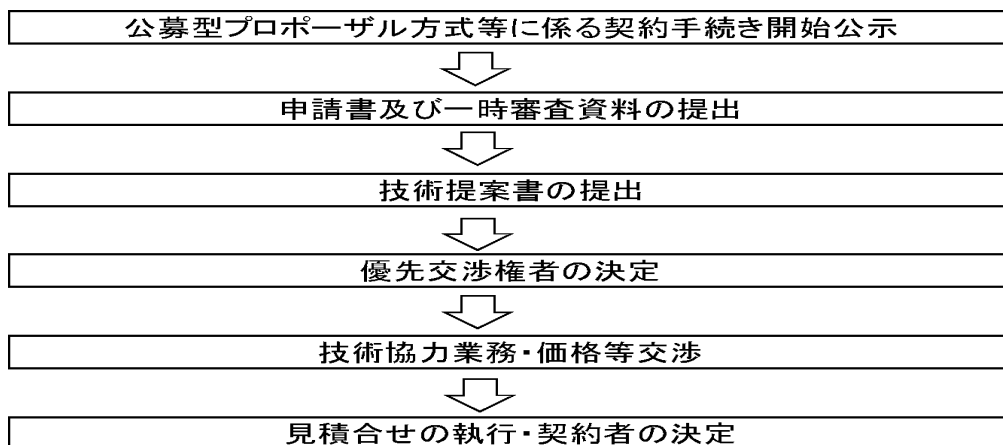 公募型プロポーザル方式等に係る契約手続き開始公示
申請書及び一時審査資料の提出
技術提案書の提出
優先交渉権者の決定
技術協力業務・価格等交渉
見積合せの執行・契約者の決定